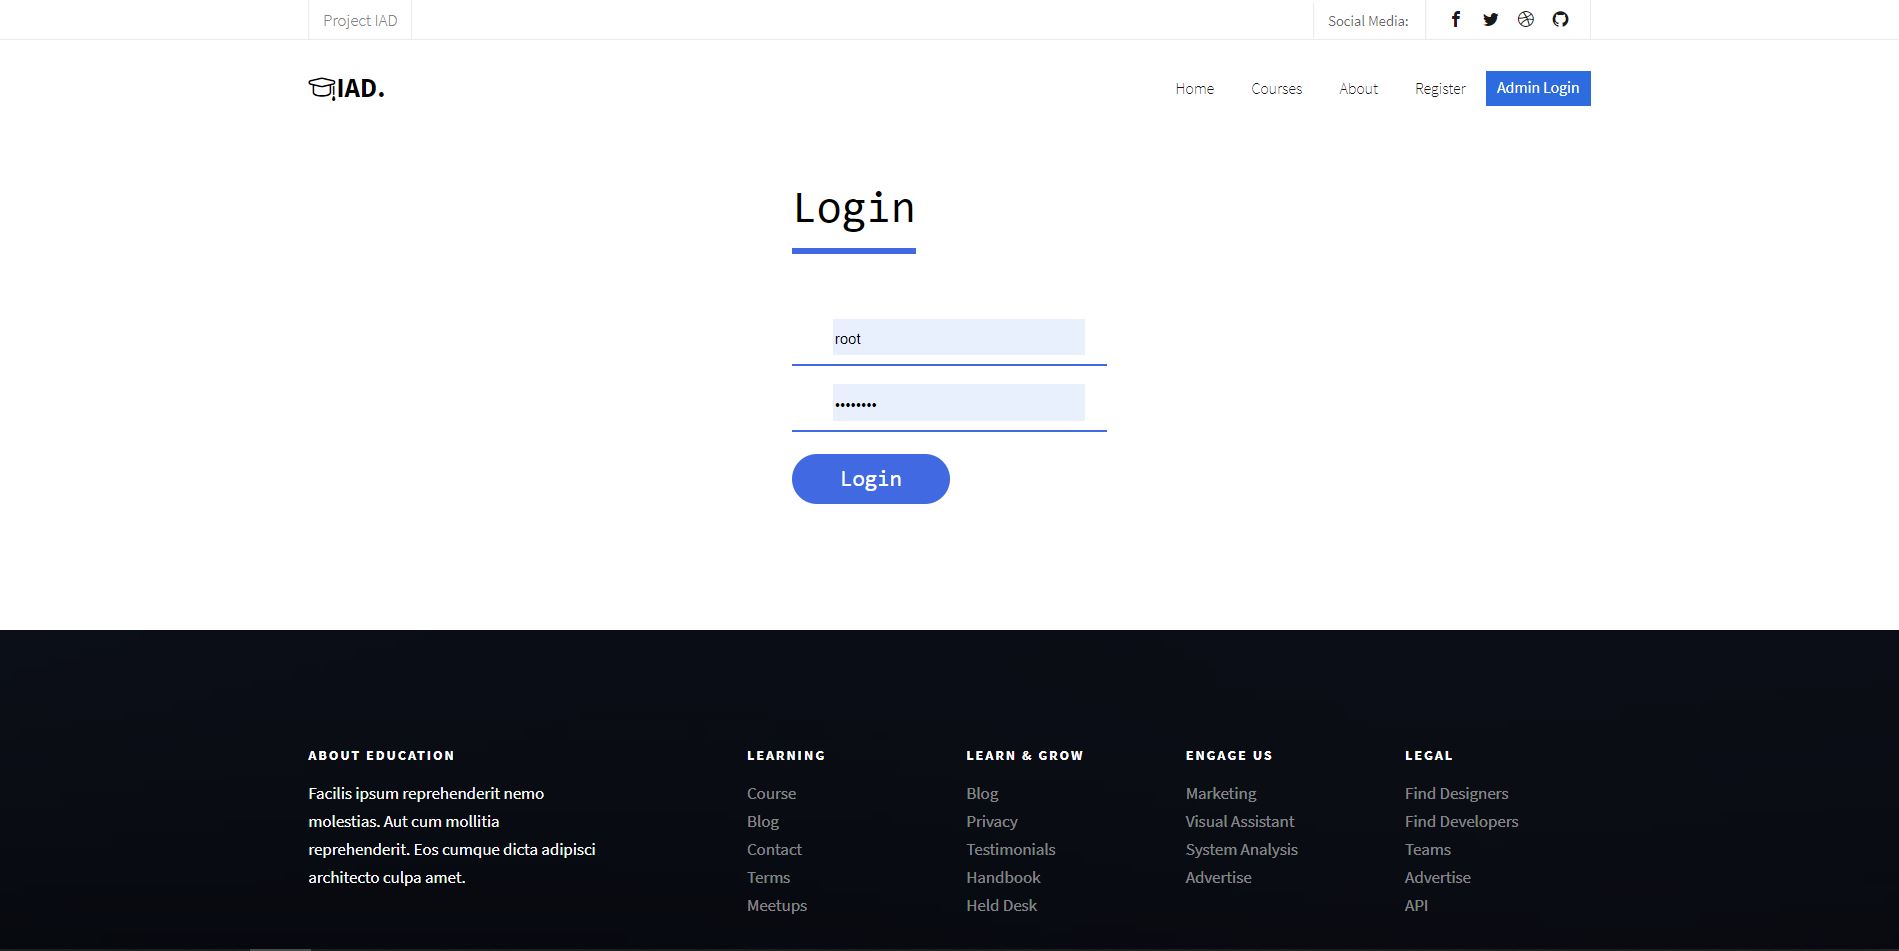 Project IAD
Social Media:
IAD.
Home
Courses
About
Register
Admin Login
Login
root
••••••••
Login
ABOUT EDUCATION
Facilis ipsum reprehenderit nemo
molestias. Aut cum mollitia
reprehenderit. Eos cumque dicta adipisci
architecto culpa amet.
LEARNING
Course
Blog
Contact
Terms
Meetups
LEARN & GROW
Blog
Privacy
Testimonials
Handbook
Held Desk
ENGAGE US
Marketing
Visual Assistant
System Analysis
Advertise
LEGAL
Find Designers
Find Developers
Teams
Advertise
API